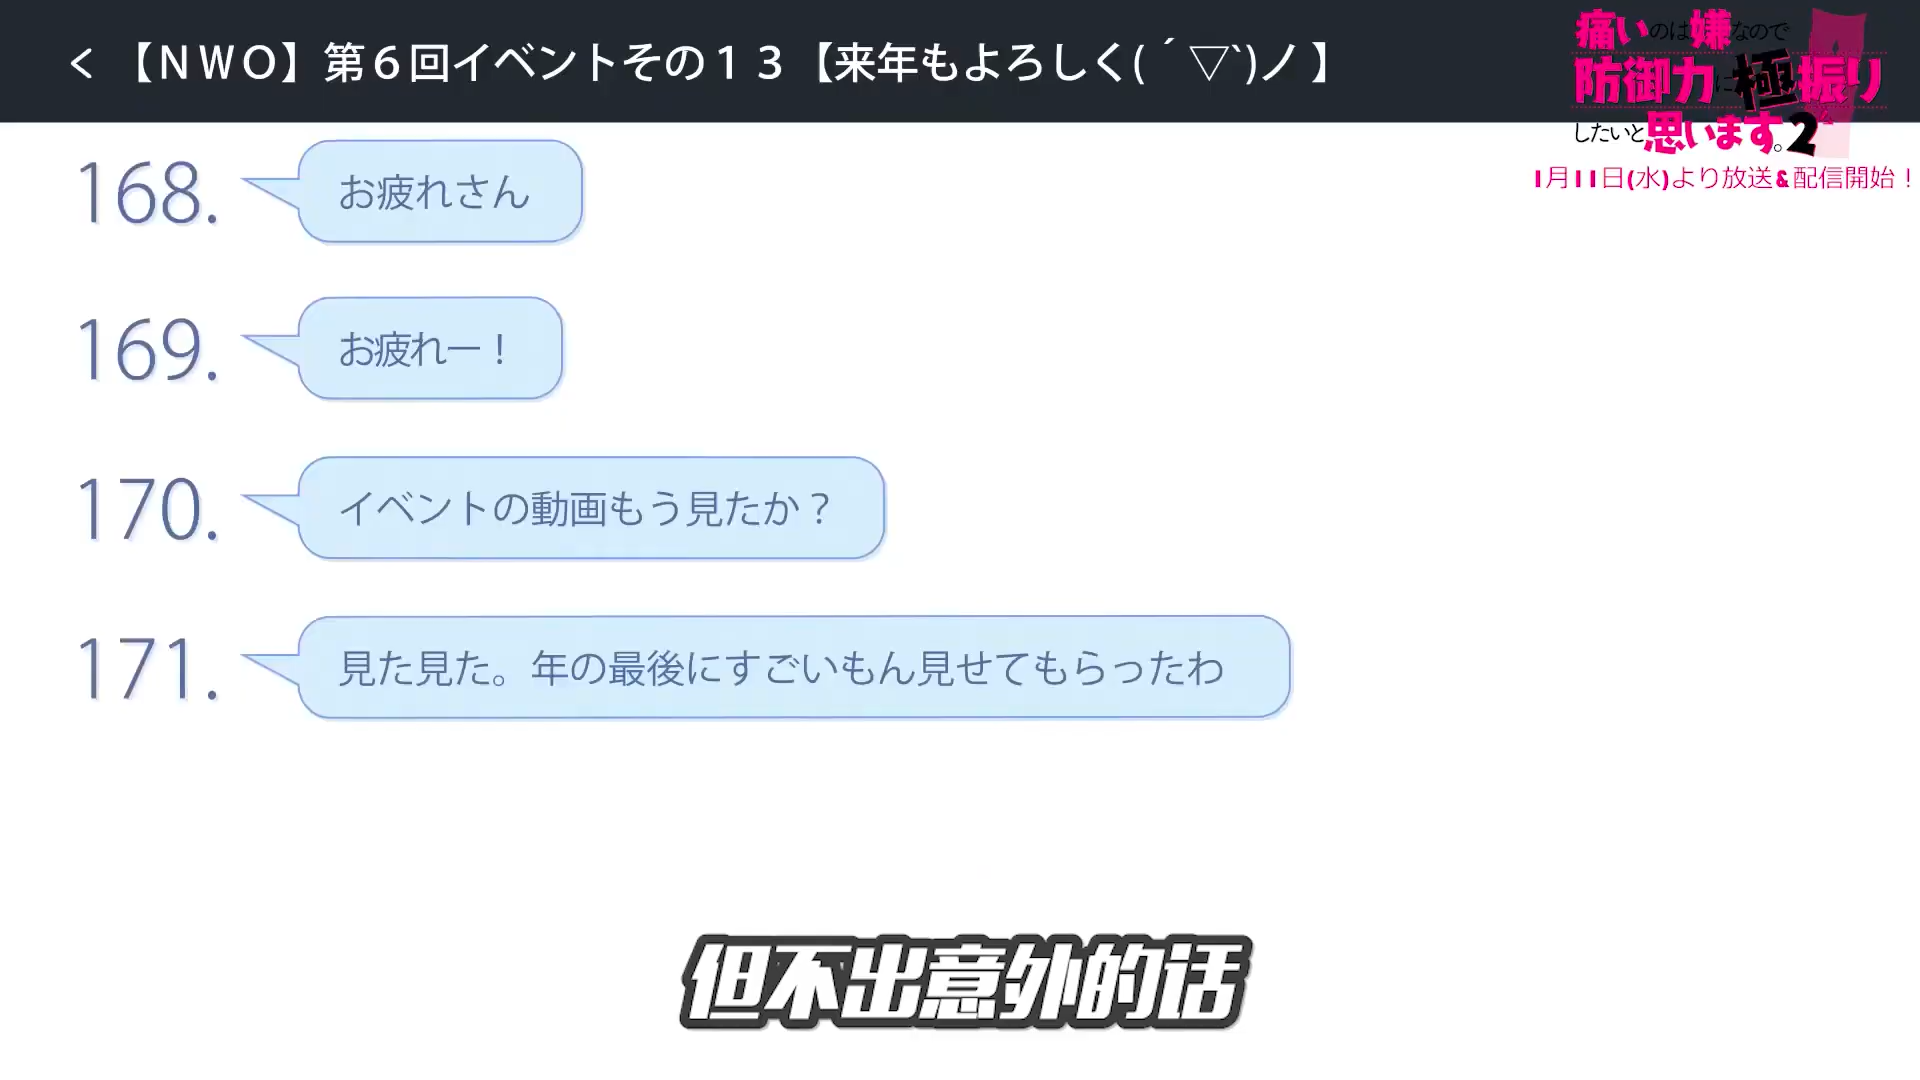 < 【ＮＷＯ】第６回イベントその１３【来年もよろしく(´▽`)ノ】
痛いのは嫌なので
防御力に極振り
したいと思います。2
1月11日(水)より放送&配信開始！
168. お疲れさん
169. お疲れー！
170. イベントの動画もう見たか？
171. 見た見た。年の最後にすごいもん見せてもらったわ
但不出意外的话